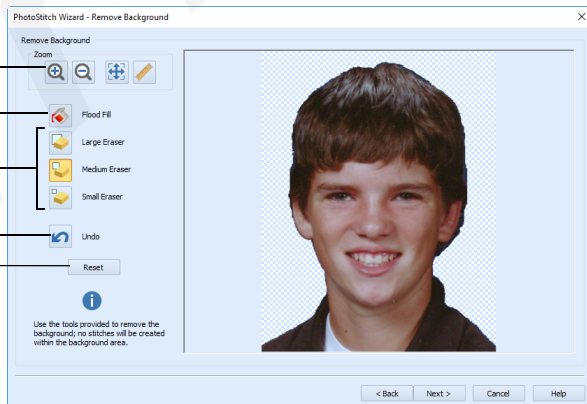 PhotoStitch Wizard - Remove Background
Remove Background
Zoom
Flood Fill
Large Eraser
Medium Eraser
Small Eraser
Undo
Reset
Use the tools provided to remove the
background; no stitches will be created
within the background area.
< Back
Next >
Cancel
Help